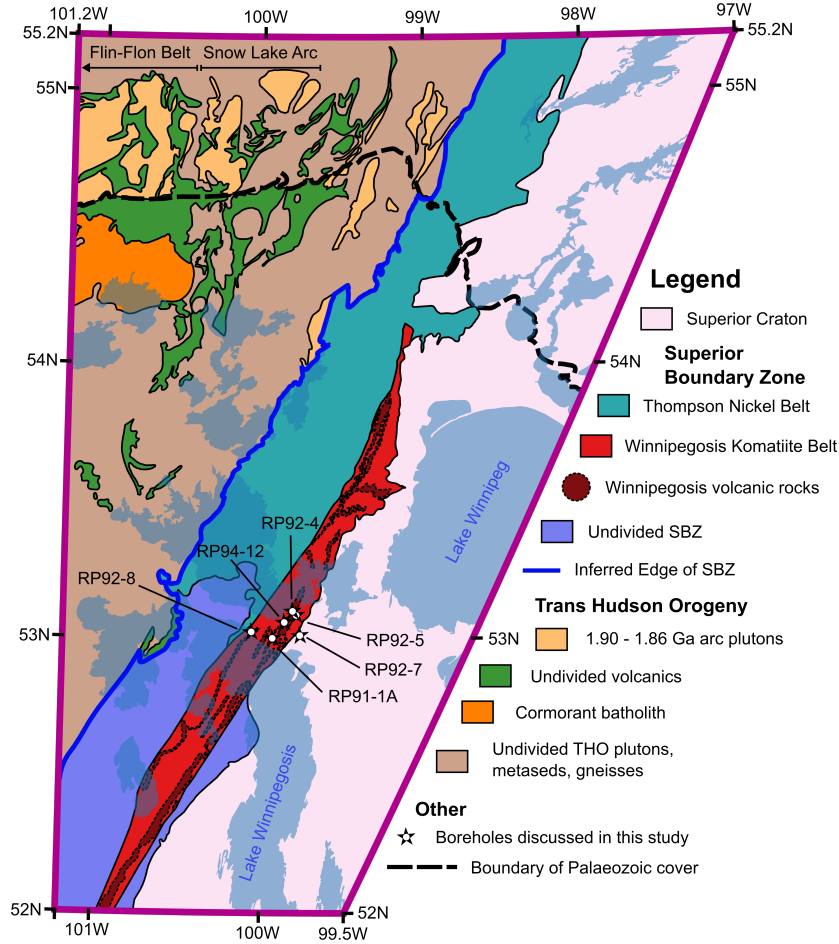 101.2W
100W
99W
98W
97W
55.2N
55.2N
Flin-Flon Belt
Snow Lake Arc
55N
55N
Legend
Superior Craton
54N
54N
Superior
Boundary Zone
Thompson Nickel Belt
Winnipegosis Komatiite Belt
Winnipegosis volcanic rocks
Lake Winnipeg
RP92-4
Undivided SBZ
RP94-12
Inferred Edge of SBZ
RP92-8
Trans Hudson Orogeny
53N
53N
1.90 - 1.86 Ga arc plutons
RP92-5
RP92-7
Undivided volcanics
RP91-1A
Cormorant batholith
Undivided THO plutons,
metaseds, gneisses
Lake Winnipegosis
Other
Boreholes discussed in this study
Boundary of Palaeozoic cover
52N
52N
101W
100W
99.5W